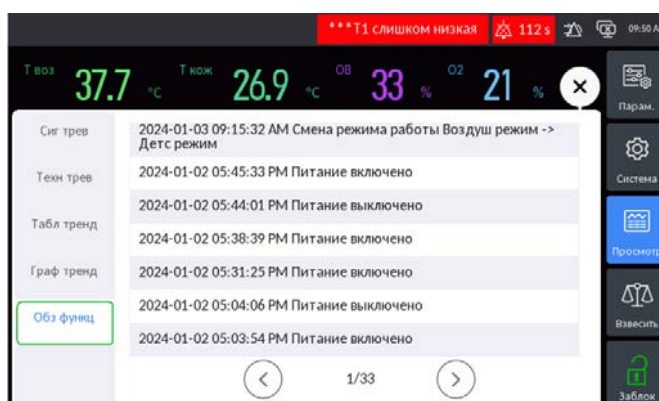 ***T1 слишком низкая 112 s 09:50 A
T воз 37.7 °C T кож 26.9 °C ОВ 33 % O2 21 %
Парам.
Система
Просмотр
Взвесить
Заблок
Сиг трев
Техн трев
Табл тренд
Граф тренд
Обз функц
2024-01-03 09:15:32 AM Смена режима работы Воздуш режим ->
Детс режим
2024-01-02 05:45:33 PM Питание включено
2024-01-02 05:44:01 PM Питание выключено
2024-01-02 05:38:39 PM Питание включено
2024-01-02 05:31:25 PM Питание включено
2024-01-02 05:04:06 PM Питание выключено
2024-01-02 05:03:54 PM Питание включено
1/33